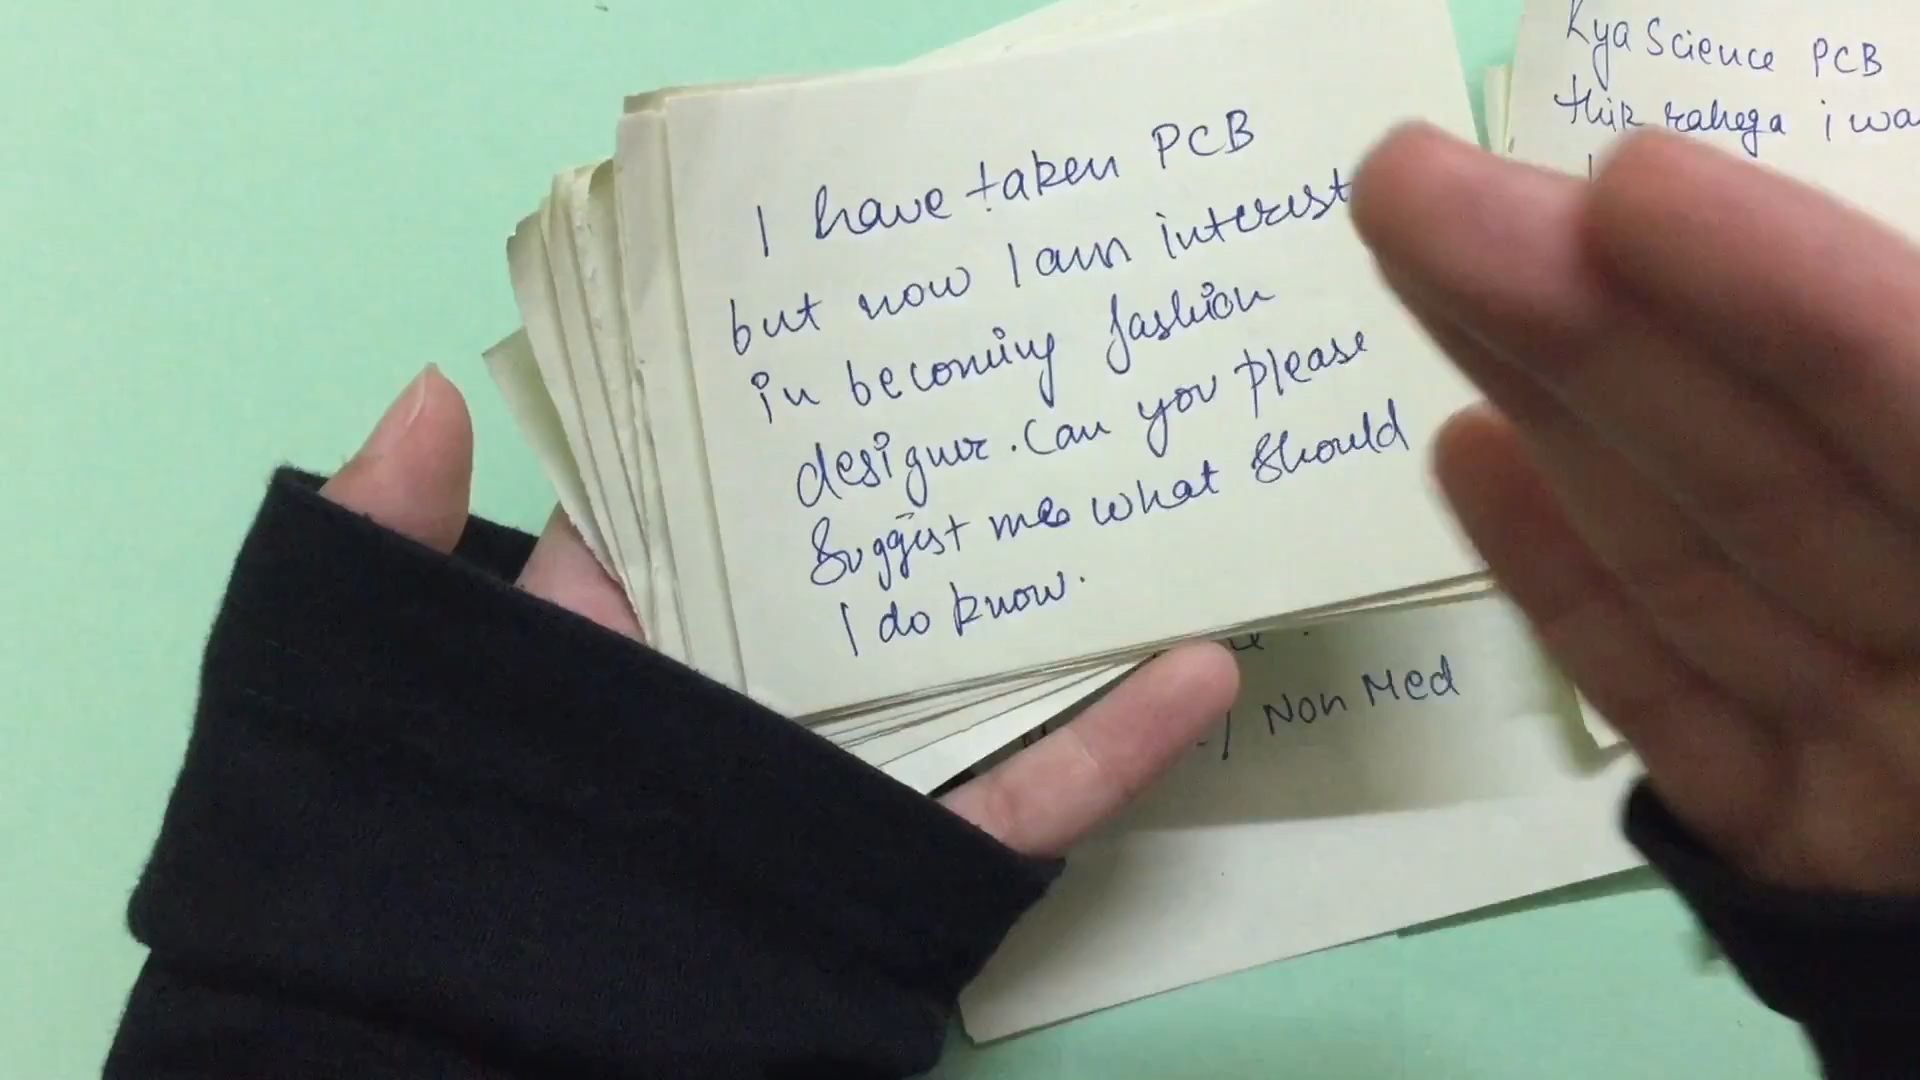 I have taken PCB
but now I am interest
in becoming fashion
designer. Can you please
Suggest me what Should
I do know.
Kya Science PCB
thik rahega i wa
/ Non Med